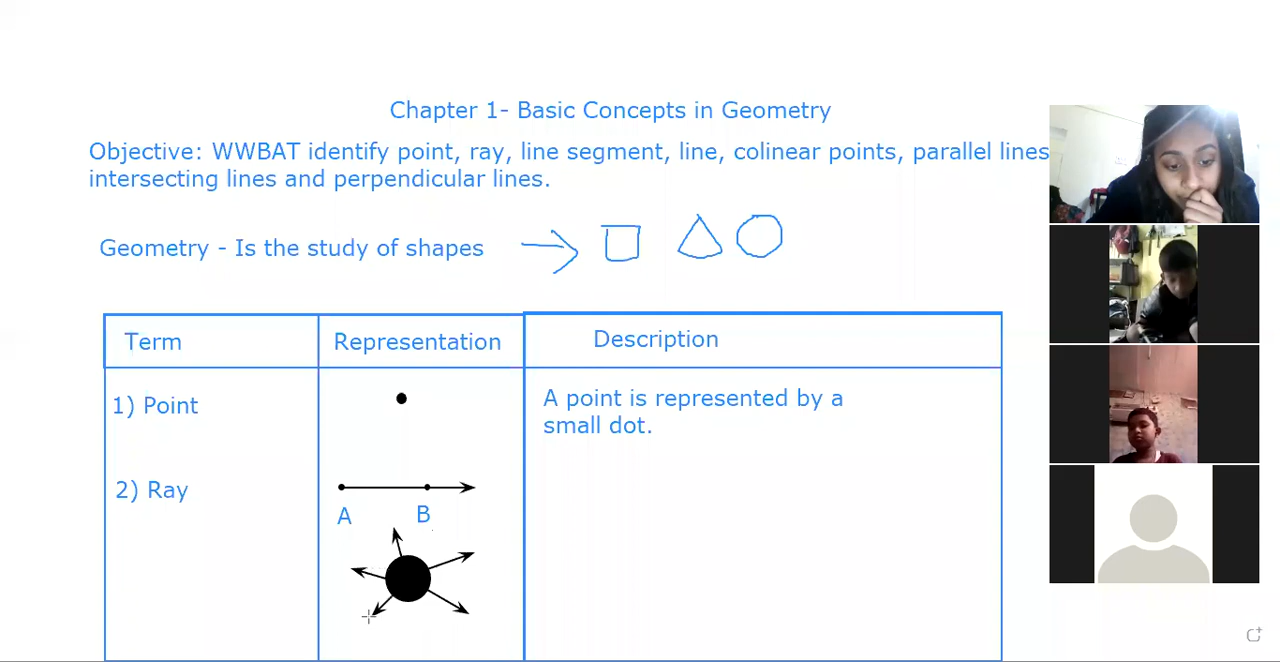 Chapter 1- Basic Concepts in Geometry
Objective: WWBAT identify point, ray, line segment, line, colinear points, parallel lines
intersecting lines and perpendicular lines.
Geometry - Is the study of shapes
Term Representation Description
1) Point A point is represented by a
small dot.
2) Ray
A B